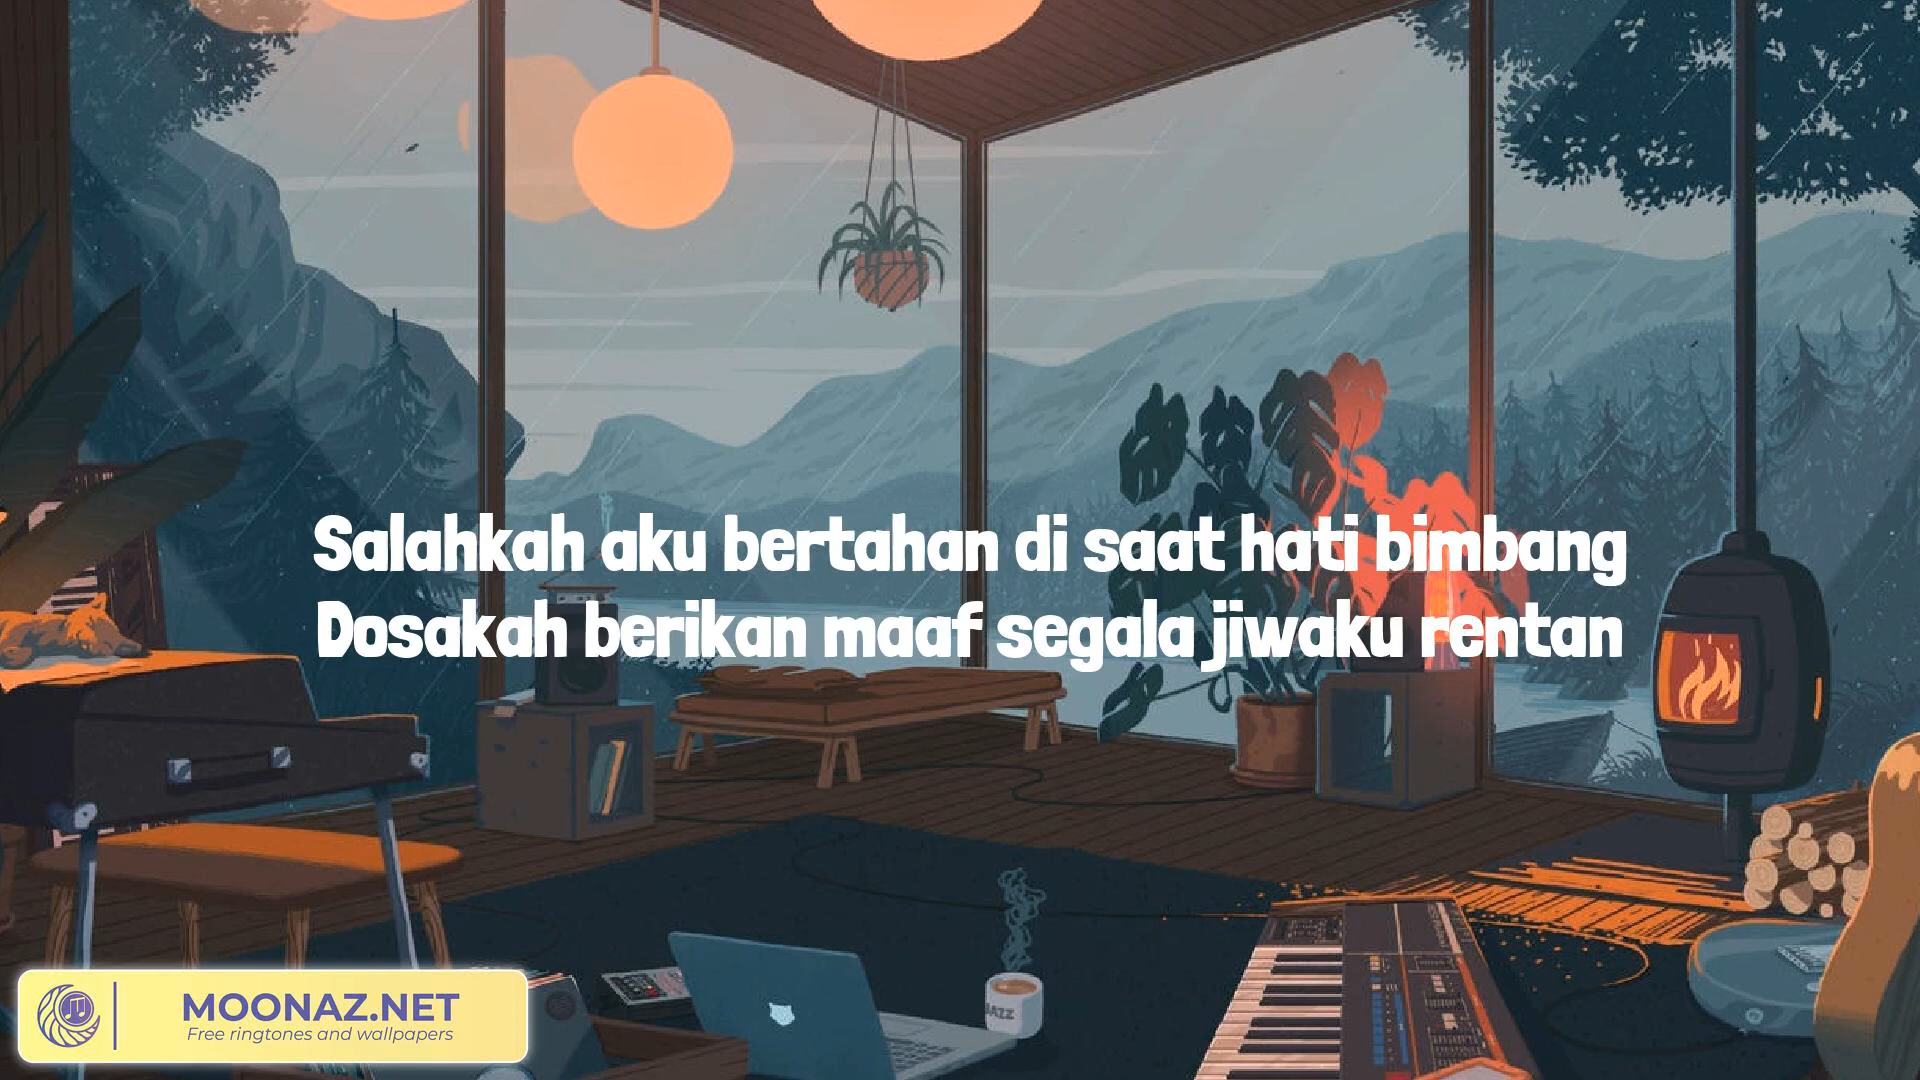 Salahkah aku bertahan di saat hati bimbang
Dosakah berikan maaf segala jiwaku rentan
JAZZ
MOONAZ.NET
Free ringtones and wallpapers